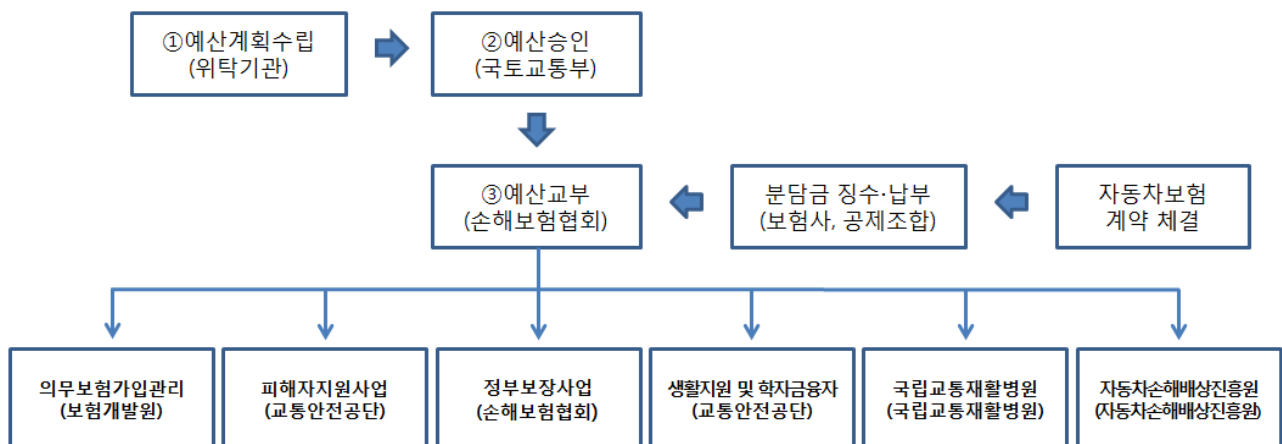 ①예산계획수립
(위탁기관)
②예산승인
(국토교통부)
③예산교부
(손해보험협회)
분담금 징수·납부
(보험사, 공제조합)
자동차보험
계약 체결
의무보험가입관리
(보험개발원)
피해자지원사업
(교통안전공단)
정부보장사업
(손해보험협회)
생활지원 및 학자금융자
(교통안전공단)
국립교통재활병원
(국립교통재활병원)
자동차손해배상진흥원
(자동차손해배상진흥원)